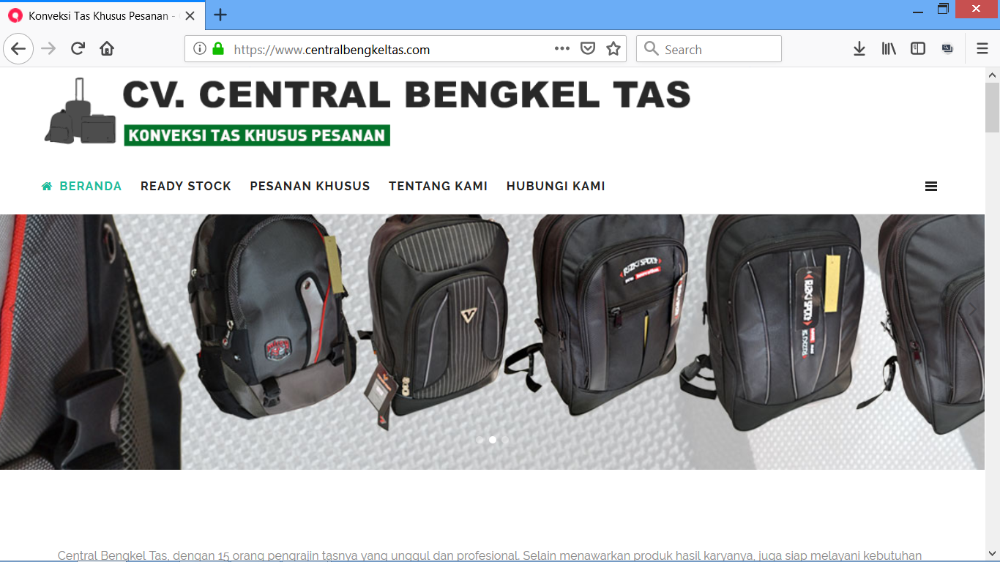 Konveksi Tas Khusus Pesanan -
https://www.centralbengkeltas.com
Search
CV. CENTRAL BENGKEL TAS
KONVEKSI TAS KHUSUS PESANAN
BERANDA READY STOCK PESANAN KHUSUS TENTANG KAMI HUBUNGI KAMI
Central Bengkel Tas, dengan 15 orang pengrajin tasnya yang unggul dan profesional. Selain menawarkan produk hasil karyanya, juga siap melayani kebutuhan